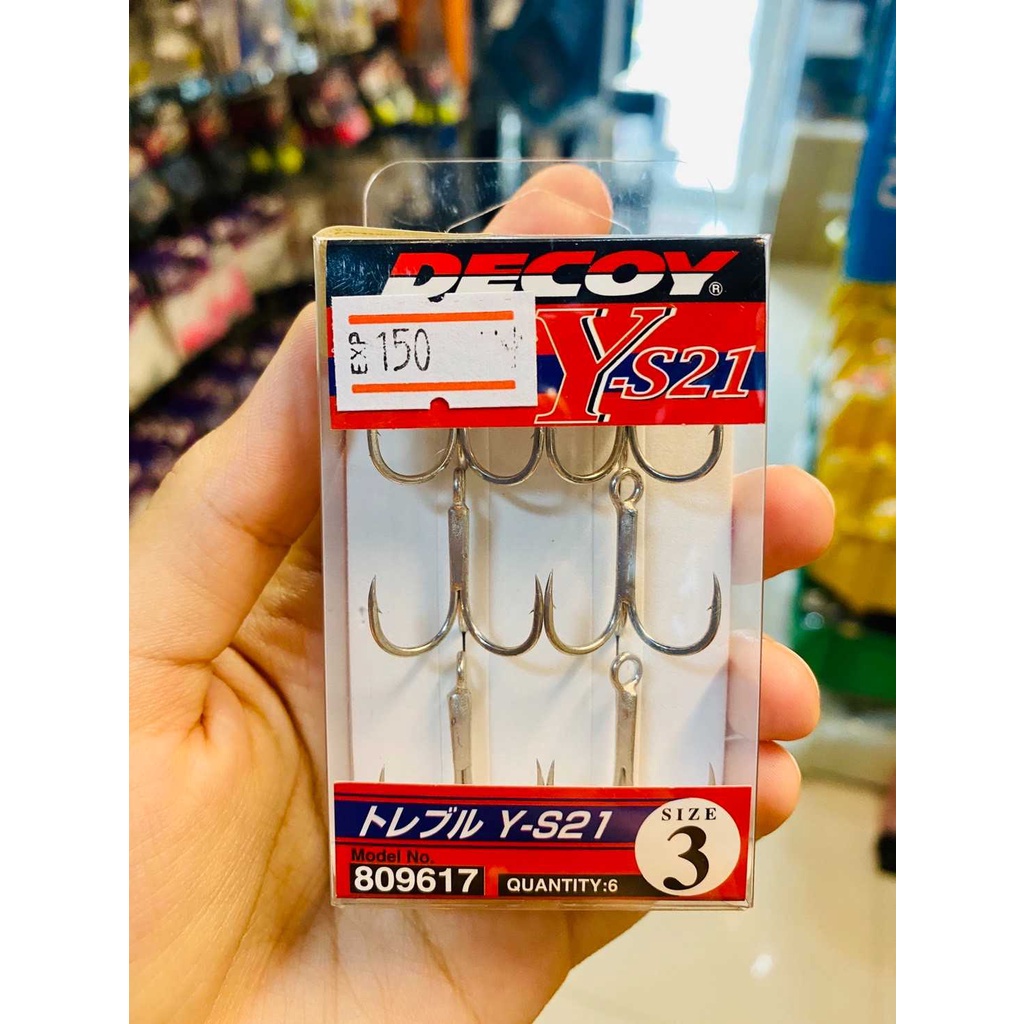 DECOY®
EXP 150
Y-S21
トレブル Y-S21
Model No.
809617
QUANTITY:6
SIZE
3